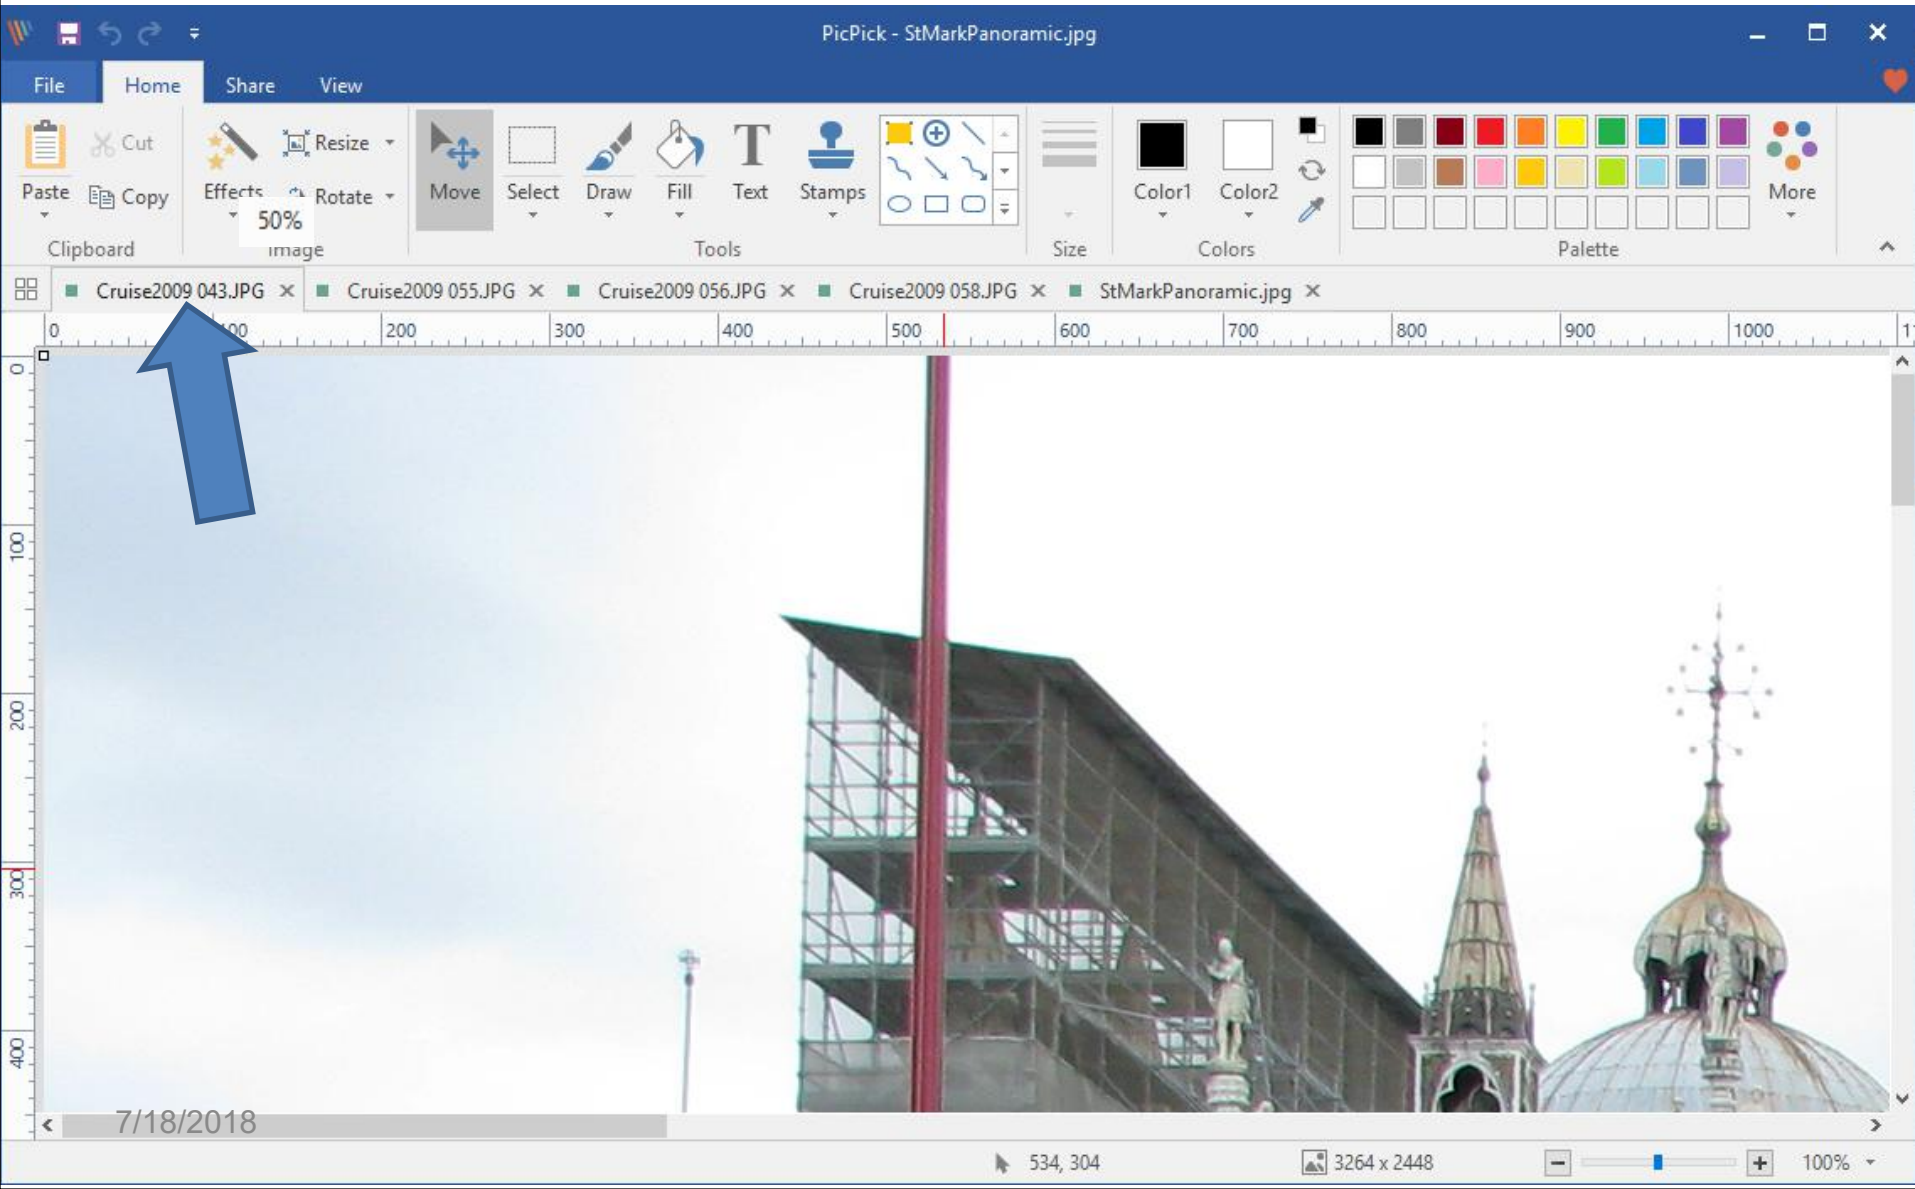 PicPick - StMarkPanoramic.jpg
File Home Share View
Paste Cut Copy Effects Resize Rotate Move Select Draw Fill T Text Stamps Color1 Color2 More
50%
Clipboard Image Tools Size Colors Palette
Cruise2009 043.JPG Cruise2009 055.JPG Cruise2009 056.JPG Cruise2009 058.JPG StMarkPanoramic.jpg
0 100 200 300 400 500 600 700 800 900 1000
0
100
200
300
400
7/18/2018
534, 304 3264 x 2448 100%